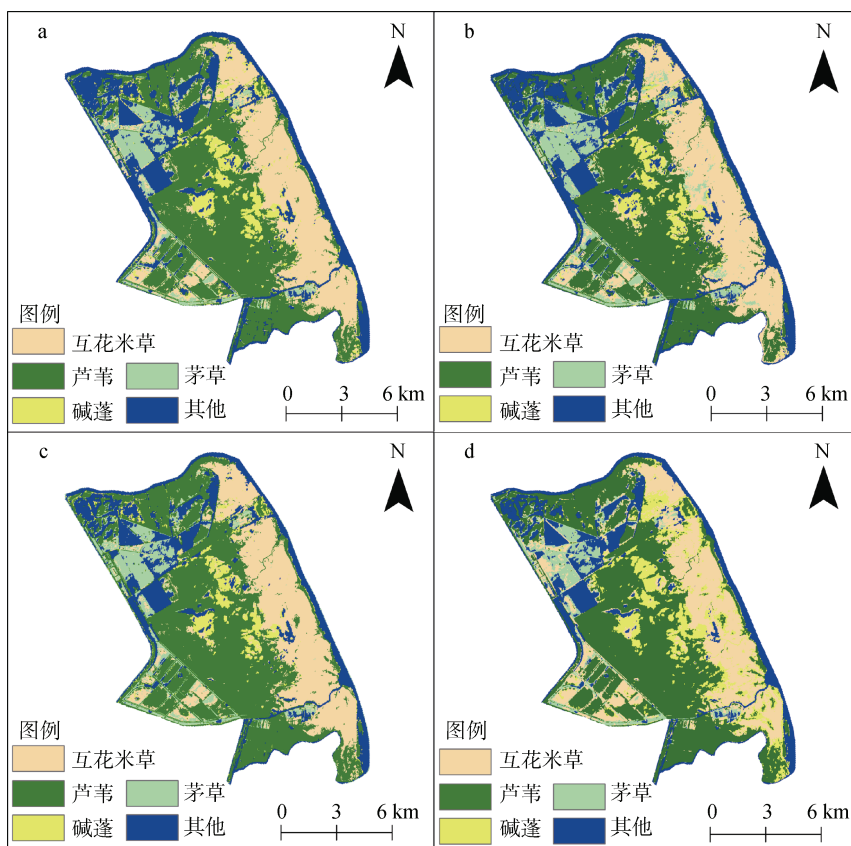 a
N
图例
互花米草
芦苇 茅草
碱蓬 其他
0 3 6 km
b
N
图例
互花米草
芦苇 茅草
碱蓬 其他
0 3 6 km
c
N
图例
互花米草
芦苇 茅草
碱蓬 其他
0 3 6 km
d
N
图例
互花米草
芦苇 茅草
碱蓬 其他
0 3 6 km